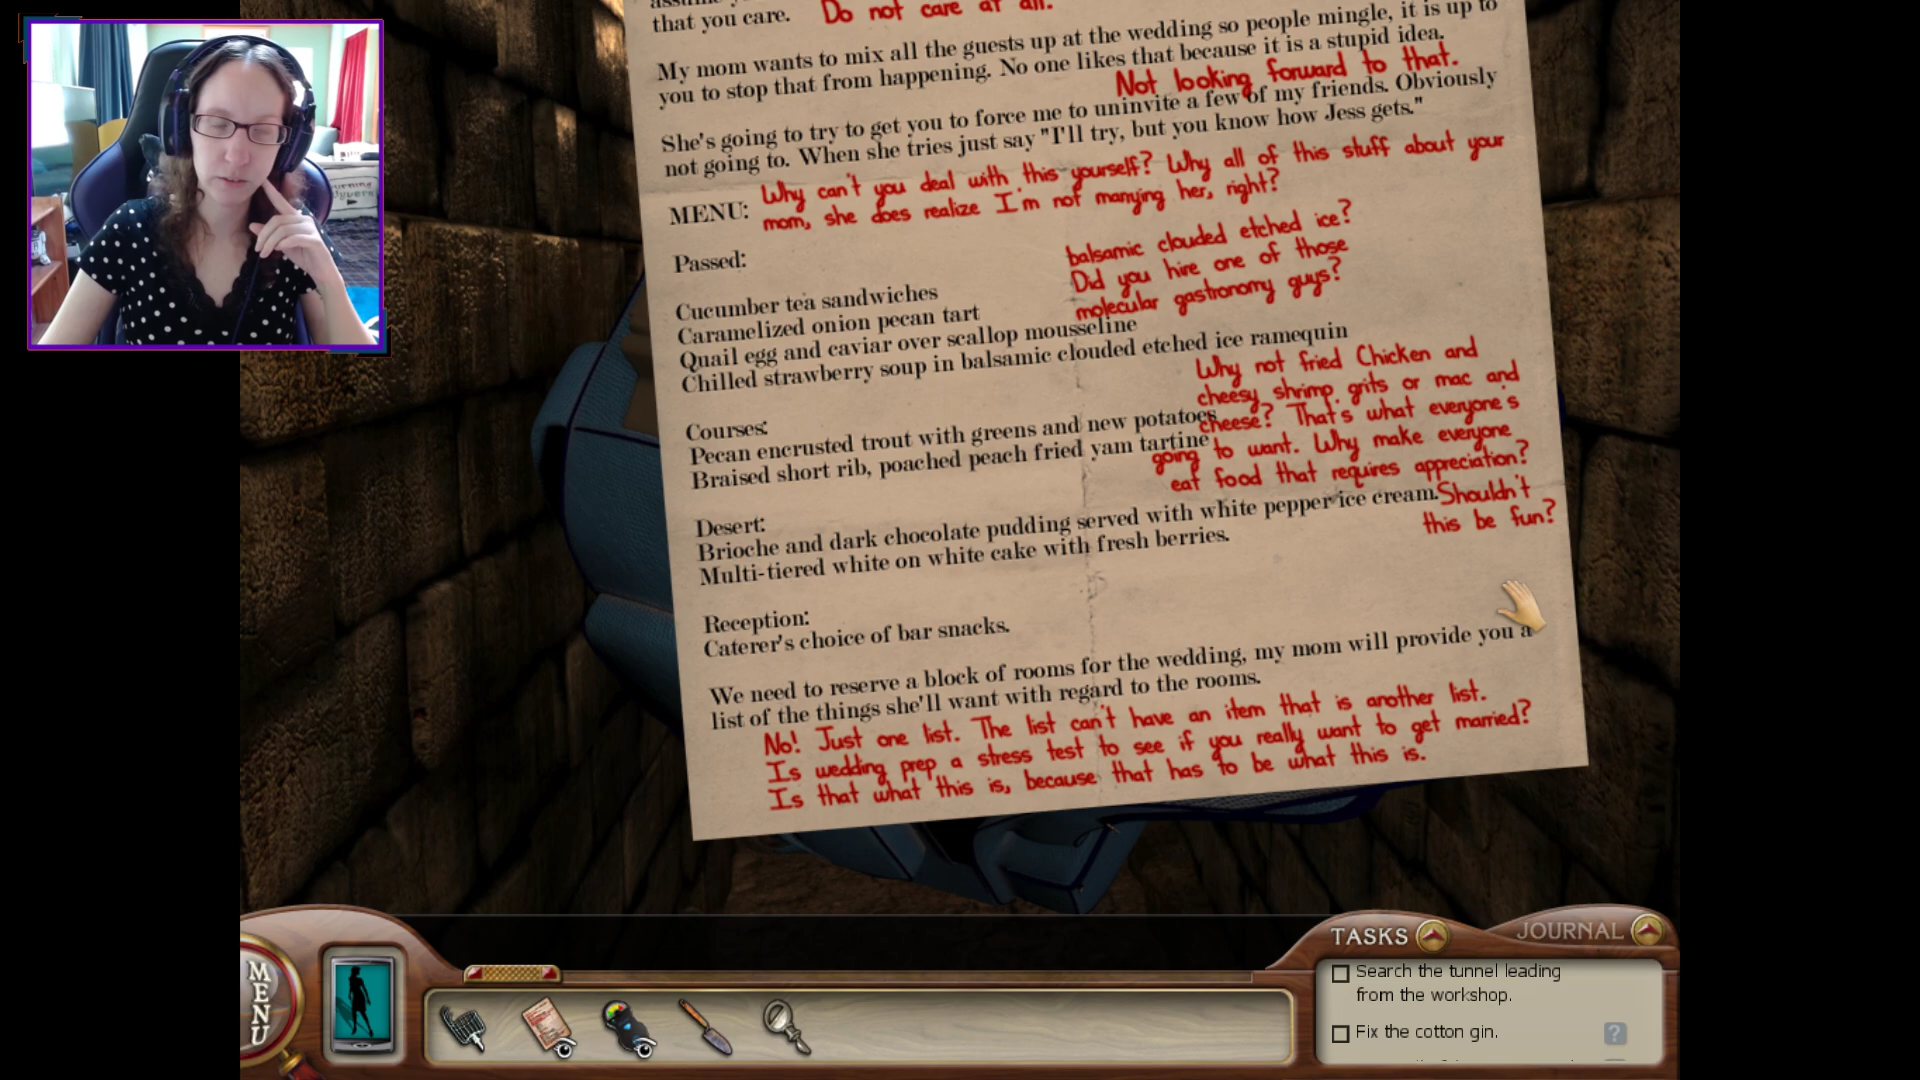 that you care. Do not care at all.
My mom wants to mix all the guests up at the wedding so people mingle, it is up to
you to stop that from happening. No one likes that because it is a stupid idea.
Not looking forward to that.
She's going to try to get you to force me to uninvite a few of my friends. Obviously
not going to. When she tries just say "I'll try, but you know how Jess gets."
Why can't you deal with this yourself? Why all of this stuff about your
mom, she does realize I'm not marrying her, right?
MENU:
Passed:
balsamic clouded etched ice?
Did you hire one of those
molecular gastronomy guys?
Cucumber tea sandwiches
Caramelized onion pecan tart
Quail egg and caviar over scallop mousseline
Chilled strawberry soup in balsamic clouded etched ice ramequin
Why not fried Chicken and
cheesy shrimp grits or mac and
cheese? That's what everyone's
going to want. Why make everyone
eat food that requires appreciation?
Shouldn't
this be fun?
Courses:
Pecan encrusted trout with greens and new potatoes
Braised short rib, poached peach fried yam tartine
Desert:
Brioche and dark chocolate pudding served with white pepper ice cream.
Multi-tiered white on white cake with fresh berries.
Reception:
Caterer's choice of bar snacks.
We need to reserve a block of rooms for the wedding, my mom will provide you a
list of the things she'll want with regard to the rooms.
No! Just one list. The list can't have an item that is another list.
Is wedding prep a stress test to see if you really want to get married?
Is that what this is, because that has to be what this is.
MENU
TASKS
JOURNAL
Search the tunnel leading
from the workshop.
Fix the cotton gin.
?